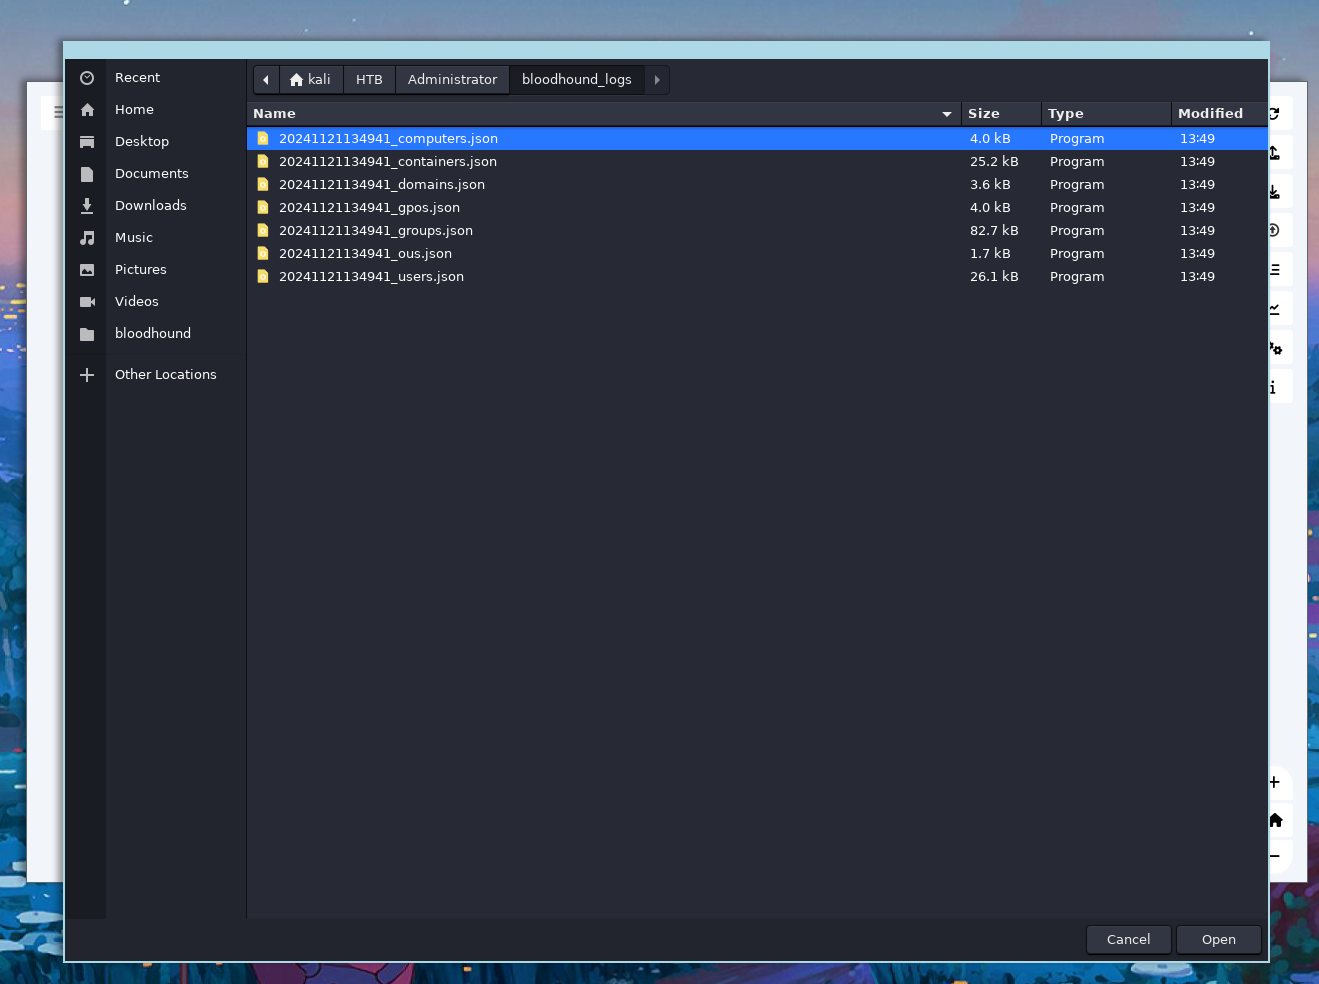 Recent
Home
Desktop
Documents
Downloads
Music
Pictures
Videos
bloodhound
Other Locations
kali HTB Administrator bloodhound_logs
Name Size Type Modified
20241121134941_computers.json 4.0 kB Program 13:49
20241121134941_containers.json 25.2 kB Program 13:49
20241121134941_domains.json 3.6 kB Program 13:49
20241121134941_gpos.json 4.0 kB Program 13:49
20241121134941_groups.json 82.7 kB Program 13:49
20241121134941_ous.json 1.7 kB Program 13:49
20241121134941_users.json 26.1 kB Program 13:49
Cancel Open